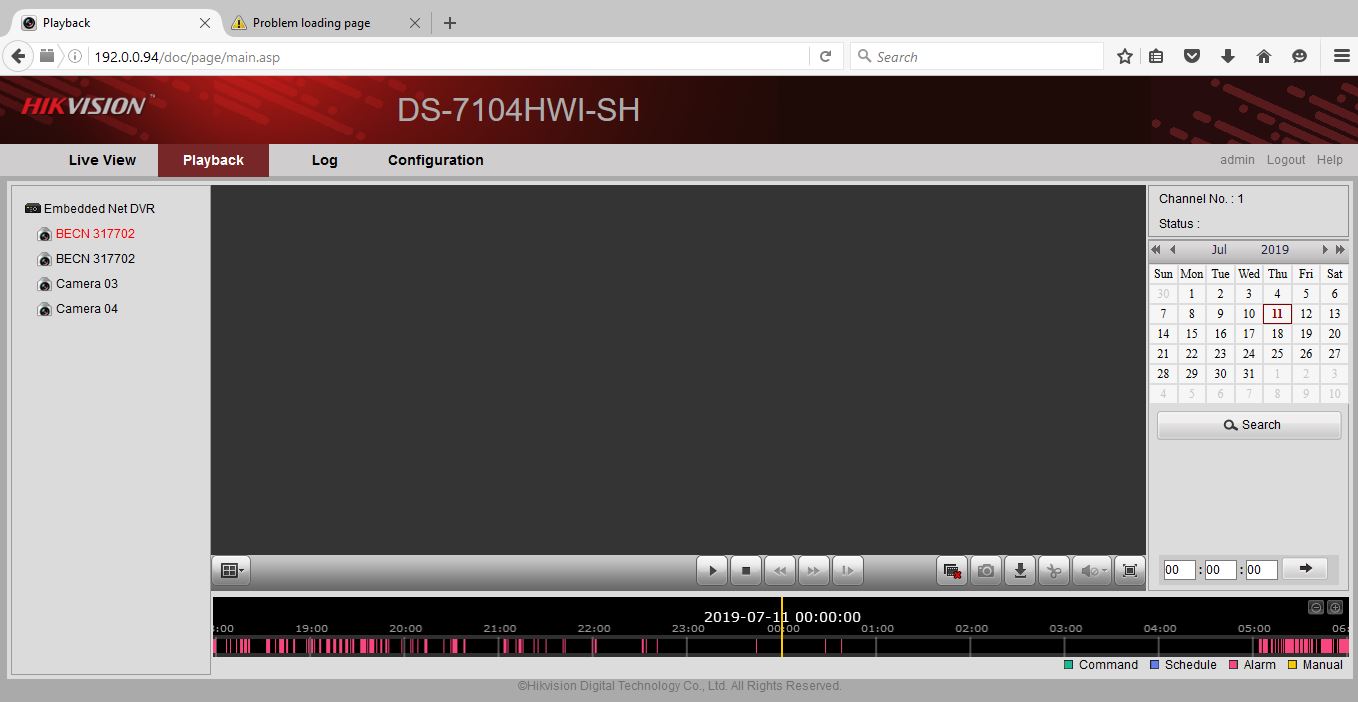 Playback
Problem loading page
192.0.0.94/doc/page/main.asp
Search
HIKVISION ™
DS-7104HWI-SH
Live View Playback Log Configuration
admin Logout Help
Embedded Net DVR
BECN 317702
BECN 317702
Camera 03
Camera 04
Channel No. : 1
Status :
Jul 2019
Sun Mon Tue Wed Thu Fri Sat
30 1 2 3 4 5 6
7 8 9 10 11 12 13
14 15 16 17 18 19 20
21 22 23 24 25 26 27
28 29 30 31 1 2 3
4 5 6 7 8 9 10
Search
00 : 00 : 00
2019-07-11 00:00:00
:00 19:00 20:00 21:00 22:00 23:00 00:00 01:00 02:00 03:00 04:00 05:00 06:
Command Schedule Alarm Manual
©Hikvision Digital Technology Co., Ltd. All Rights Reserved.